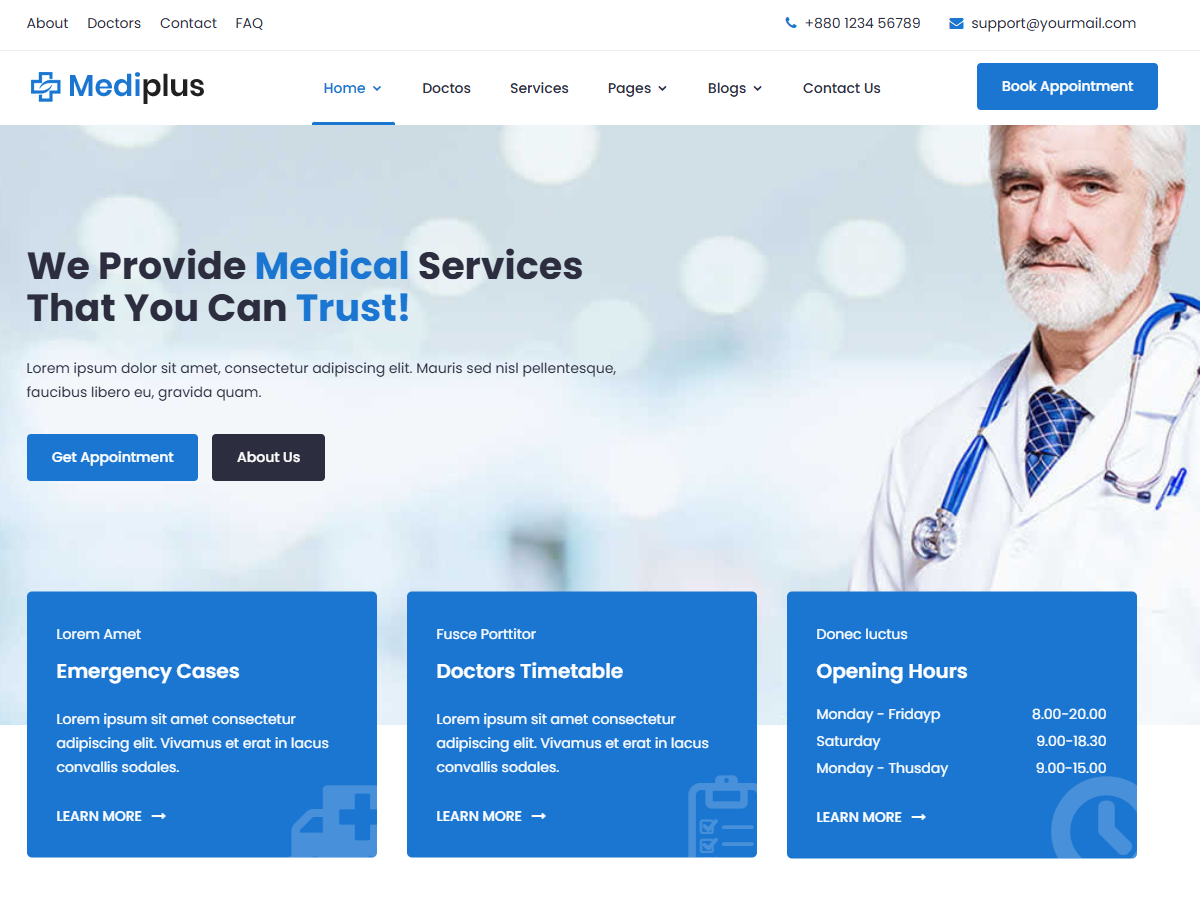 About Doctors Contact FAQ +880 1234 56789 support@yourmail.com
Mediplus Home Doctos Services Pages Blogs Contact Us Book Appointment
We Provide Medical Services
That You Can Trust!
Lorem ipsum dolor sit amet, consectetur adipiscing elit. Mauris sed nisl pellentesque,
faucibus libero eu, gravida quam.
Get Appointment About Us
Lorem Amet
Emergency Cases
Lorem ipsum sit amet consectetur
adipiscing elit. Vivamus et erat in lacus
convallis sodales.
LEARN MORE
Fusce Porttitor
Doctors Timetable
Lorem ipsum sit amet consectetur
adipiscing elit. Vivamus et erat in lacus
convallis sodales.
LEARN MORE
Donec luctus
Opening Hours
Monday - Fridayp 8.00-20.00
Saturday 9.00-18.30
Monday - Thusday 9.00-15.00
LEARN MORE